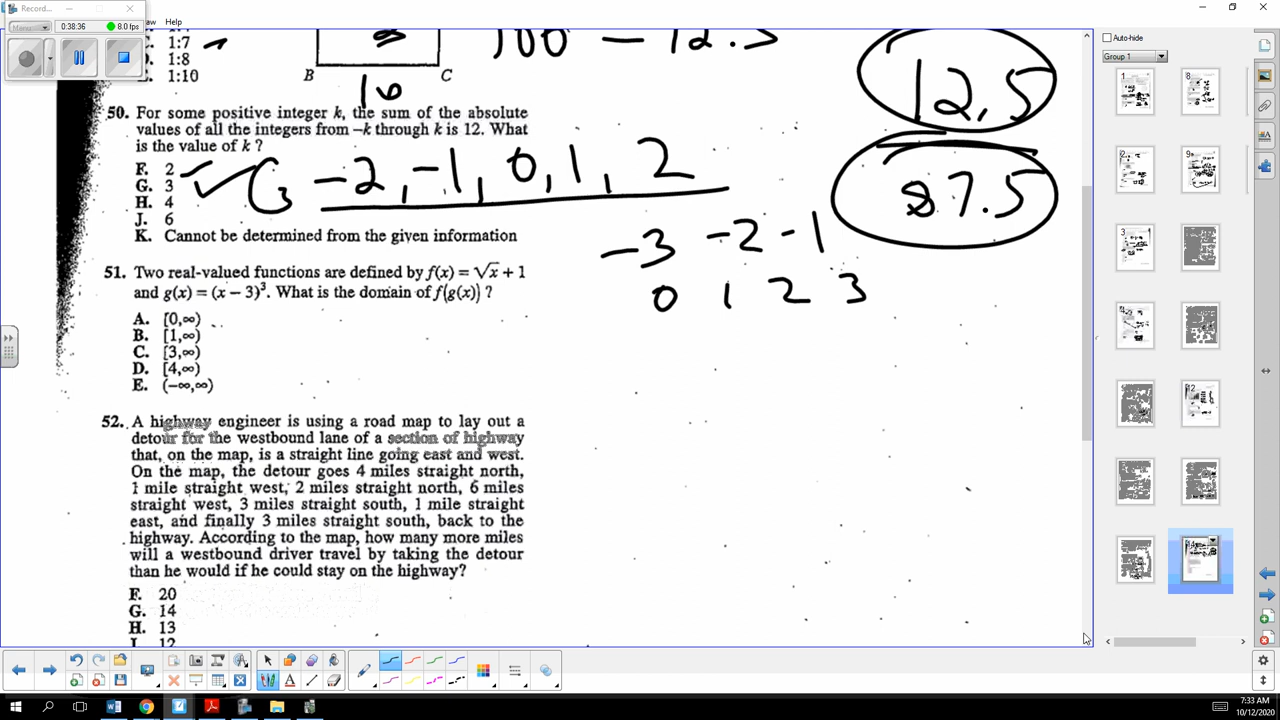 Record...
0:38:36
8.0 fps
Menu
aw Help
1:7
1:8
1:10
B
C
10
100 - 12.5
12.5
87.5
50. For some positive integer k, the sum of the absolute
values of all the integers from –k through k is 12. What
is the value of k ?
F. 2
G. 3
H. 4
J. 6
K. Cannot be determined from the given information
-2, -1, 0, 1, 2
-3 -2 -1
0 1 2 3
51. Two real-valued functions are defined by f(x) = √x + 1
and g(x) = (x – 3)³. What is the domain of f(g(x)) ?
A. [0,∞)
B. [1,∞)
C. [3,∞)
D. [4,∞)
E. (–∞,∞)
52. A highway engineer is using a road map to lay out a
detour for the westbound lane of a section of highway
that, on the map, is a straight line going east and west.
On the map, the detour goes 4 miles straight north,
1 mile straight west, 2 miles straight north, 6 miles
straight west, 3 miles straight south, 1 mile straight
east, and finally 3 miles straight south, back to the
highway. According to the map, how many more miles
will a westbound driver travel by taking the detour
than he would if he could stay on the highway?
F. 20
G. 14
H. 13
Auto-hide
Group 1
1
8
2
9
3
7:33 AM
10/12/2020